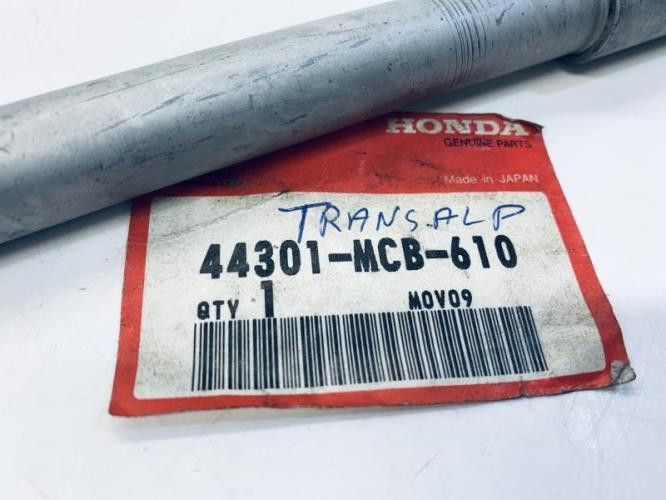 HONDA
GENUINE PARTS
Made in JAPAN
TRANSALP
44301-MCB-610
QTY 1 MOV09